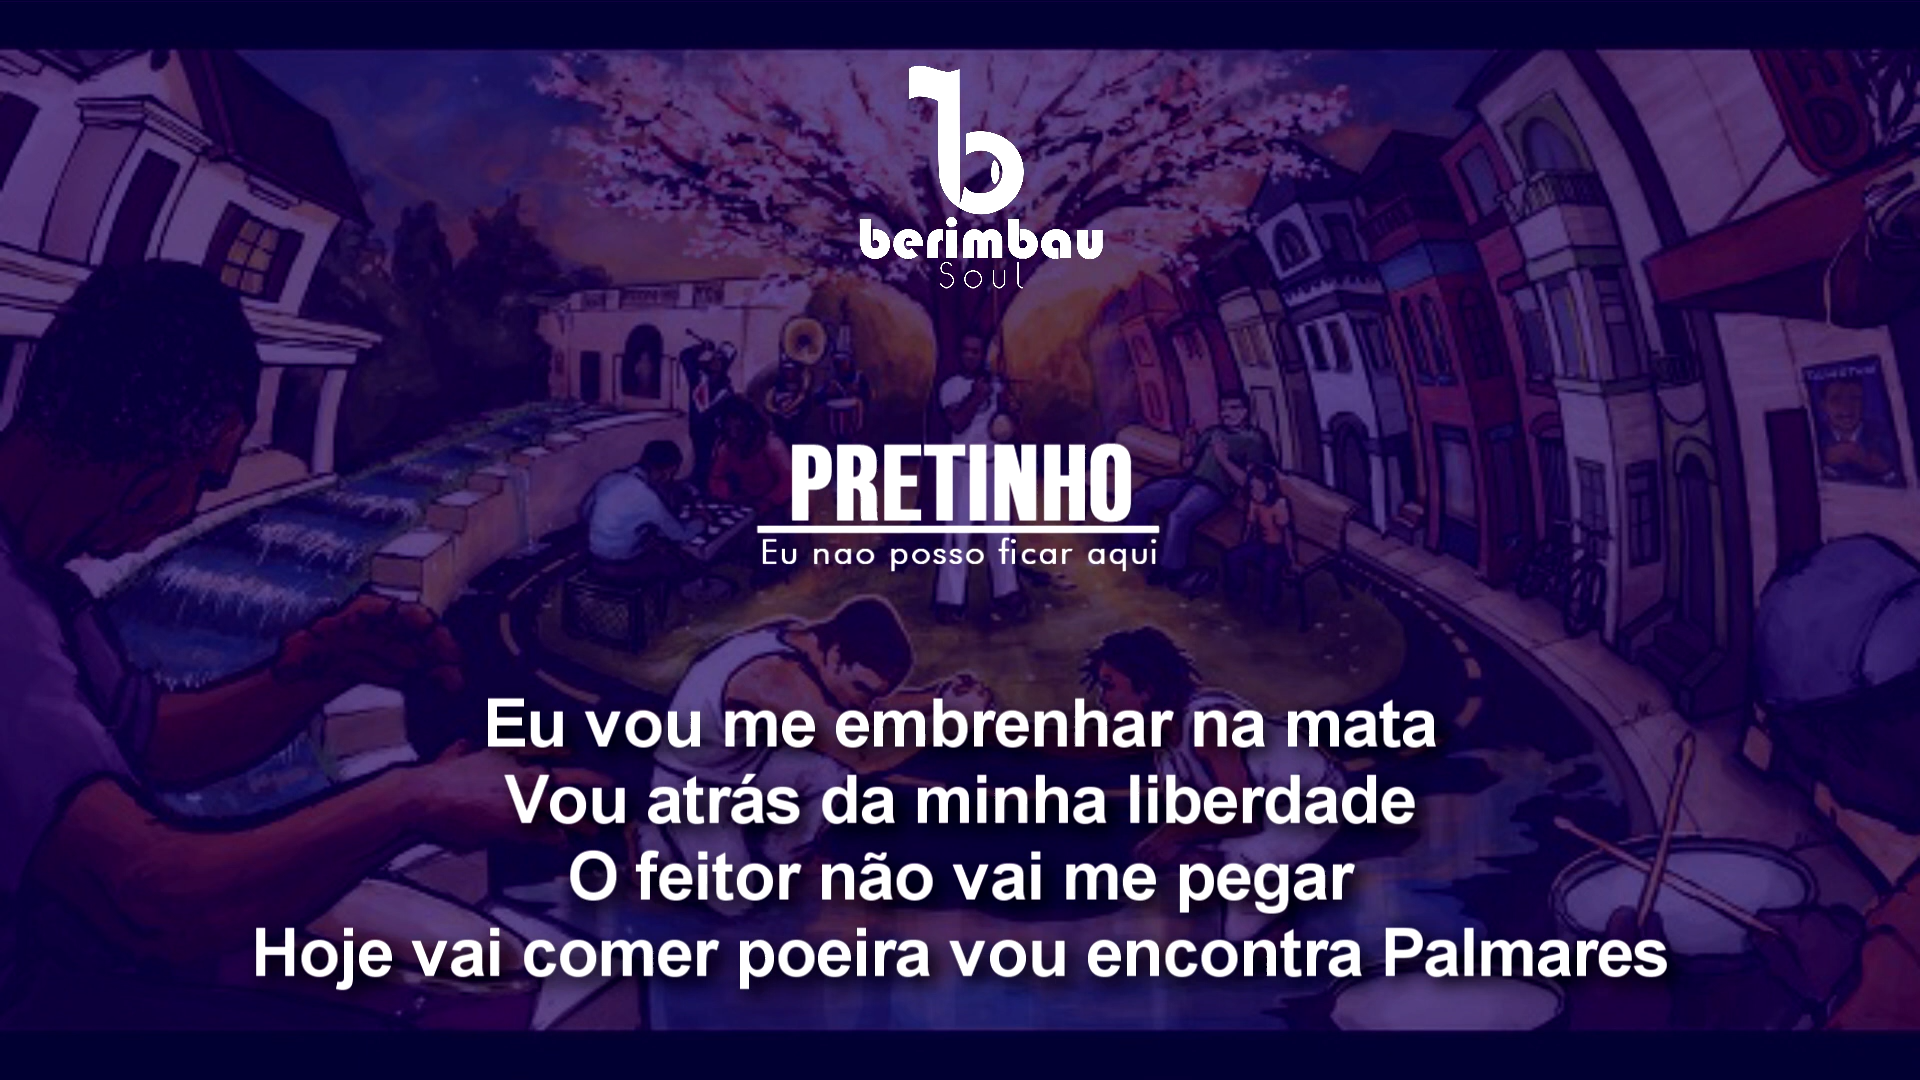 berimbau
Soul
PRETINHO
Eu nao posso ficar aqui
Eu vou me embrenhar na mata
Vou atrás da minha liberdade
O feitor não vai me pegar
Hoje vai comer poeira vou encontra Palmares